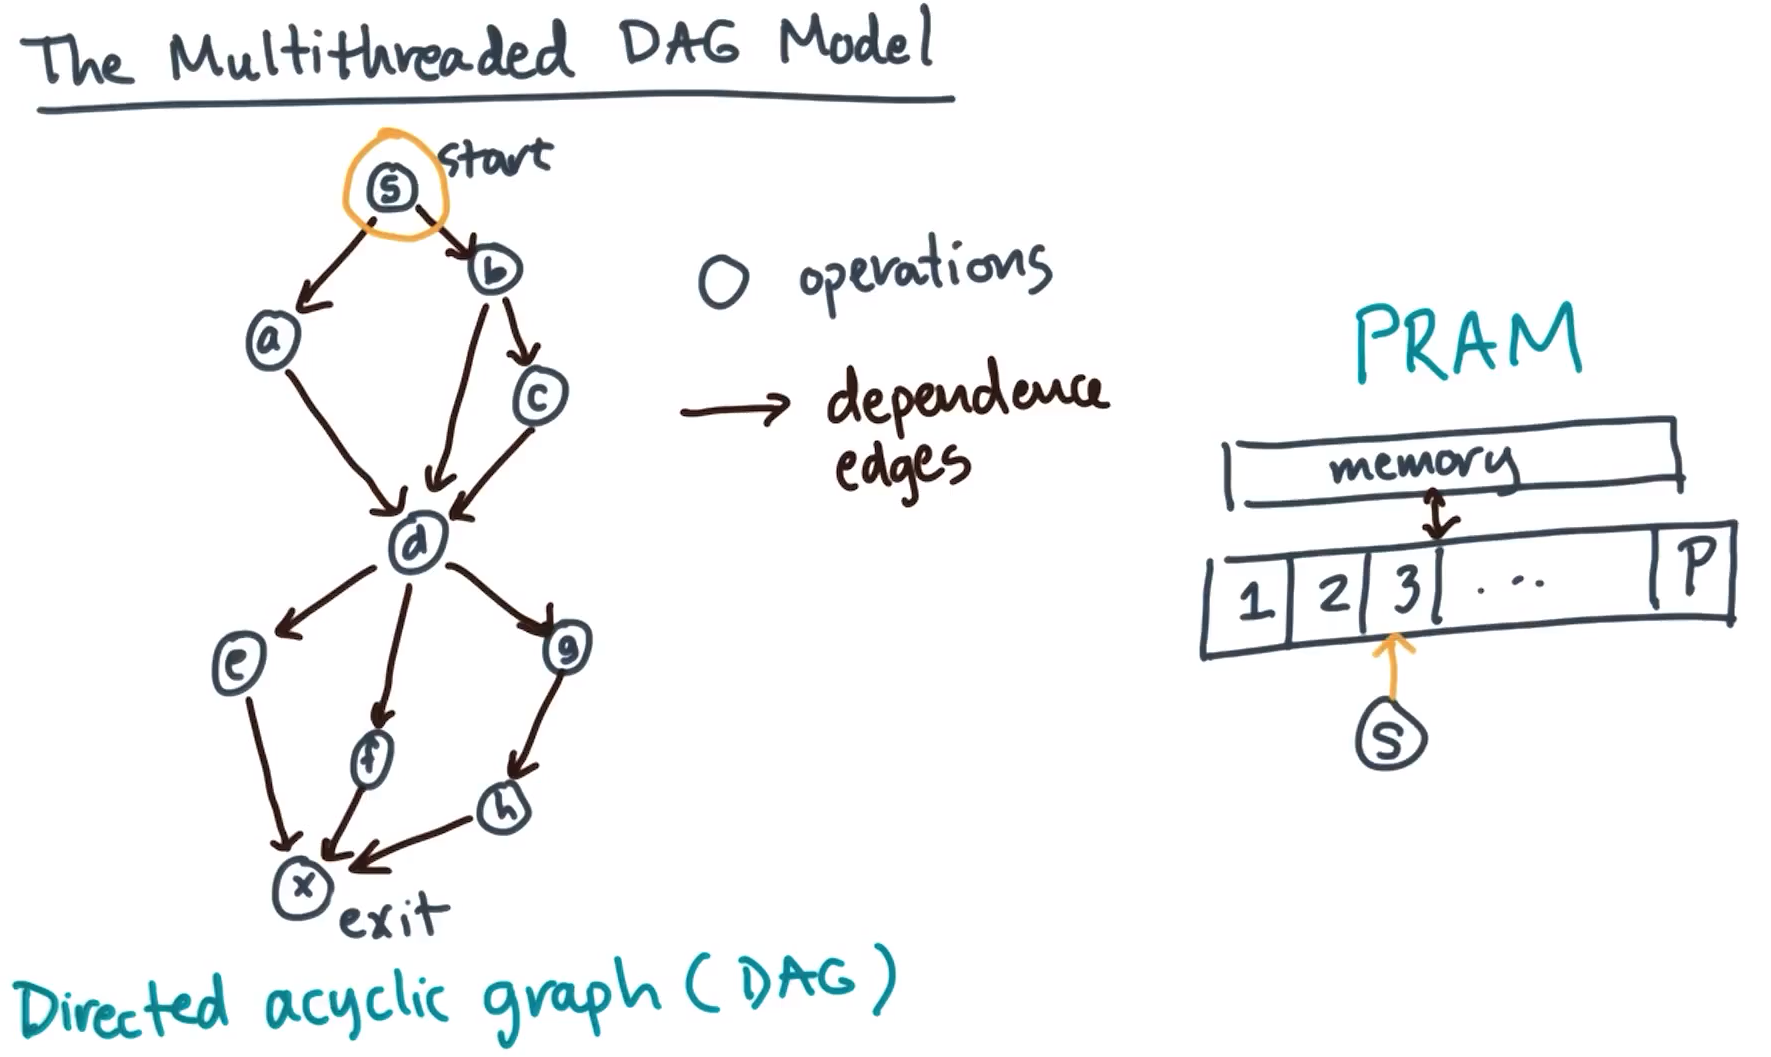 The Multithreaded DAG Model
s start
b
a
c
d
e
g
f
h
x
exit
operations
dependence
edges
PRAM
memory
1 2 3 ... P
S
Directed acyclic graph (DAG)